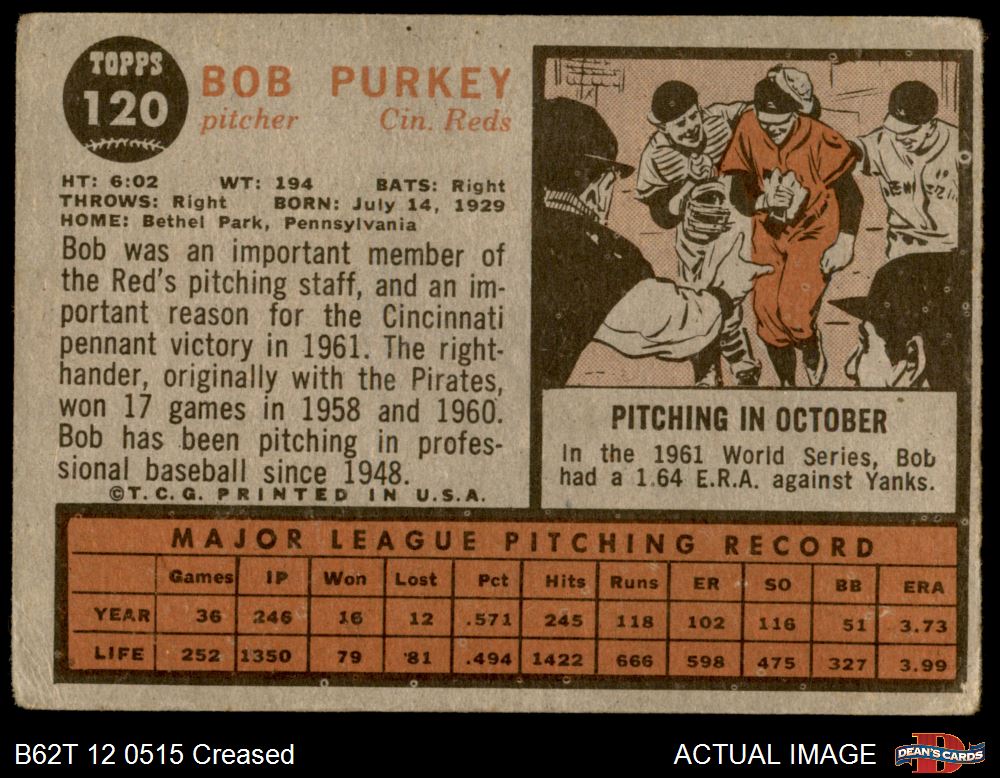 TOPPS
120
BOB PURKEY
pitcher Cin. Reds
HT: 6:02 WT: 194 BATS: Right
THROWS: Right BORN: July 14, 1929
HOME: Bethel Park, Pennsylvania
Bob was an important member of
the Red's pitching staff, and an im-
portant reason for the Cincinnati
pennant victory in 1961. The right-
hander, originally with the Pirates,
won 17 games in 1958 and 1960.
Bob has been pitching in profes-
sional baseball since 1948.
©T.C.G. PRINTED IN U.S.A.
PITCHING IN OCTOBER
In the 1961 World Series, Bob
had a 1.64 E.R.A. against Yanks.
MAJOR LEAGUE PITCHING RECORD
Games IP Won Lost Pct Hits Runs ER SO BB ERA
YEAR 36 246 16 12 .571 245 118 102 116 51 3.73
LIFE 252 1350 79 81 .494 1422 666 598 475 327 3.99
B62T 12 0515 Creased
ACTUAL IMAGE
DEAN'S CARDS